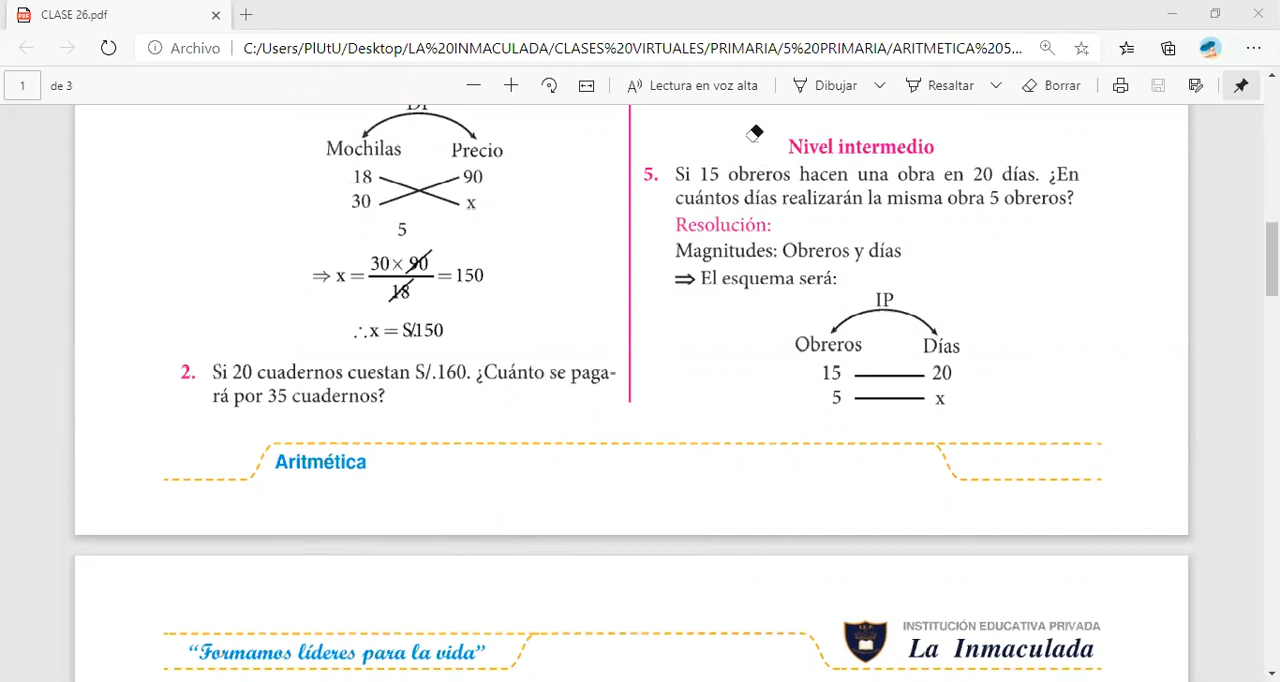 CLASE 26.pdf
Archivo
C:/Users/PlUtU/Desktop/LA%20INMACULADA/CLASES%20VIRTUALES/PRIMARIA/5%20PRIMARIA/ARITMETICA%205...
1 de 3
Lectura en voz alta
Dibujar
Resaltar
Borrar
DI
Mochilas Precio
18 90
30 x
5
⇒ x = 30 × 90 / 18 = 150
∴ x = S/.150
2. Si 20 cuadernos cuestan S/.160. ¿Cuánto se paga-
rá por 35 cuadernos?
Nivel intermedio
5. Si 15 obreros hacen una obra en 20 días. ¿En
cuántos días realizarán la misma obra 5 obreros?
Resolución:
Magnitudes: Obreros y días
⇒ El esquema será:
IP
Obreros Días
15 20
5 x
Aritmética
“Formamos líderes para la vida”
INSTITUCIÓN EDUCATIVA PRIVADA
La Inmaculada